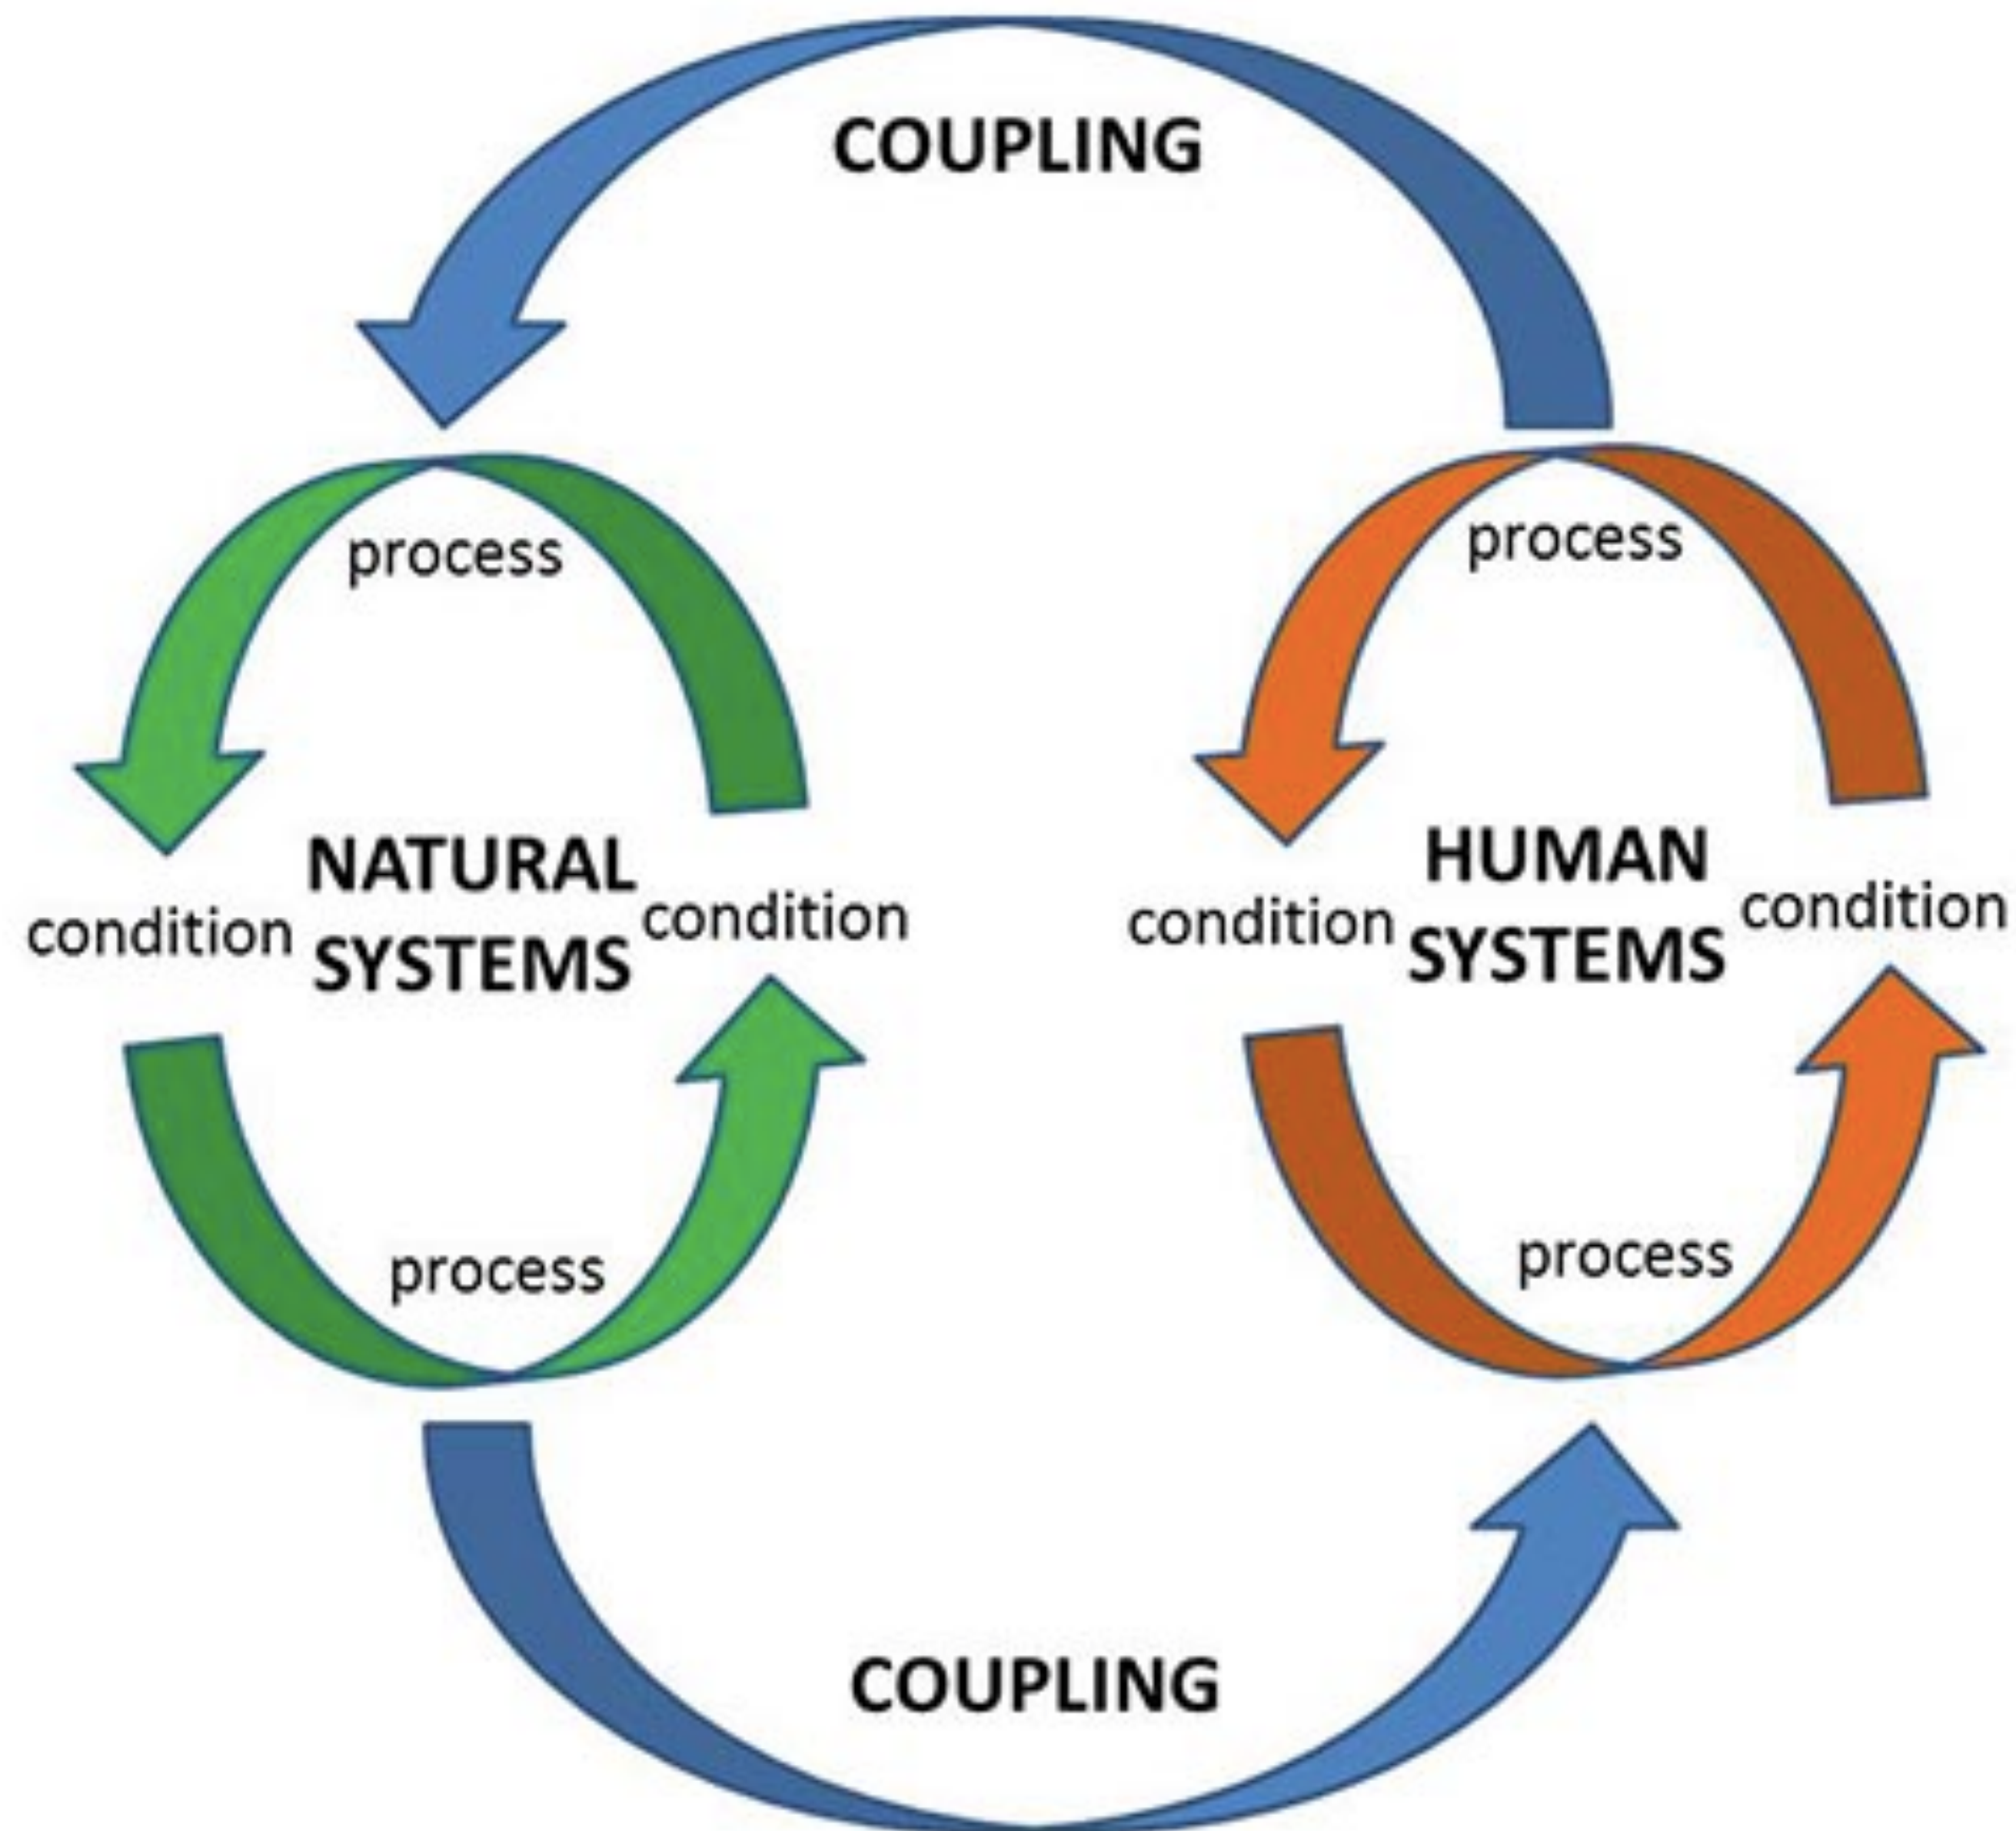 COUPLING
process
process
NATURAL
SYSTEMS
condition
condition
HUMAN
SYSTEMS
condition
condition
process
process
COUPLING